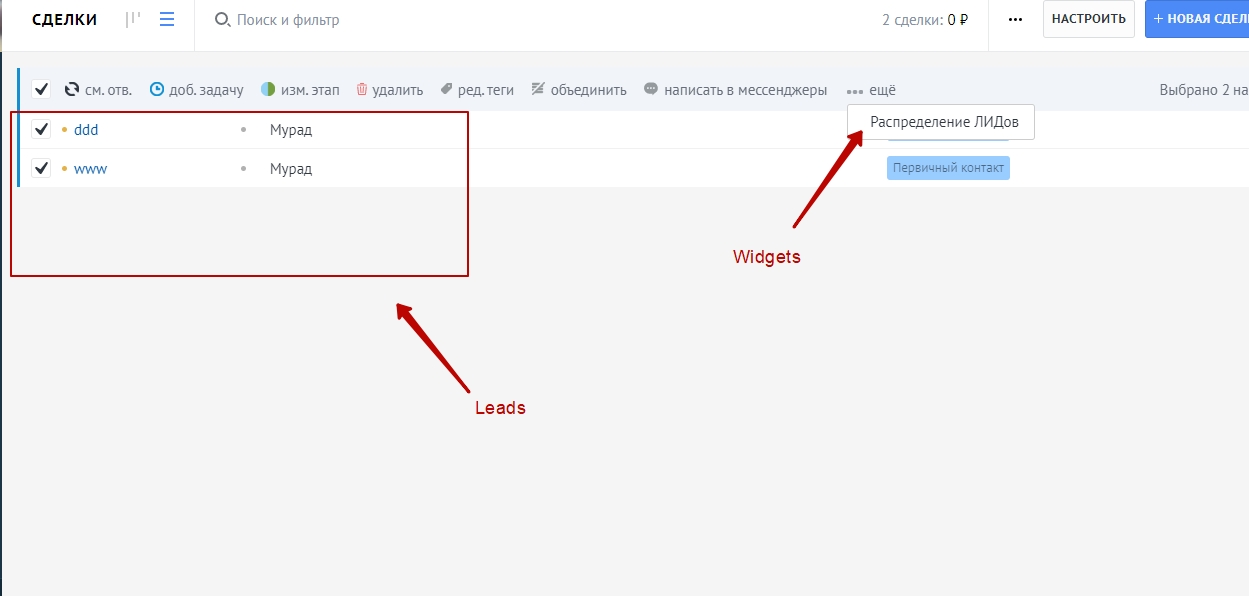 СДЕЛКИ
Поиск и фильтр
2 сделки: 0 ₽
НАСТРОИТЬ
+ НОВАЯ СДЕЛ
см. отв.
доб. задачу
изм. этап
удалить
ред. теги
объединить
написать в мессенджеры
ещё
Выбрано 2 на
ddd
Мурад
Распределение ЛИДов
www
Мурад
Первичный контакт
Widgets
Leads